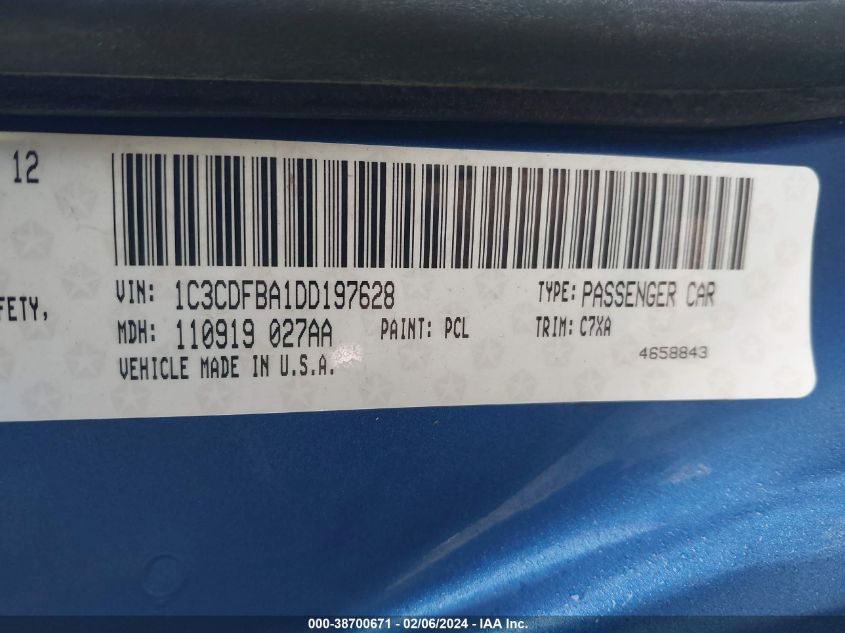 12
FETY,
VIN: 1C3CDFBA1DD197628 TYPE: PASSENGER CAR
MDH: 110919 027AA PAINT: PCL TRIM: C7XA
VEHICLE MADE IN U.S.A. 4658843
000-38700671 - 02/06/2024 - IAA Inc.